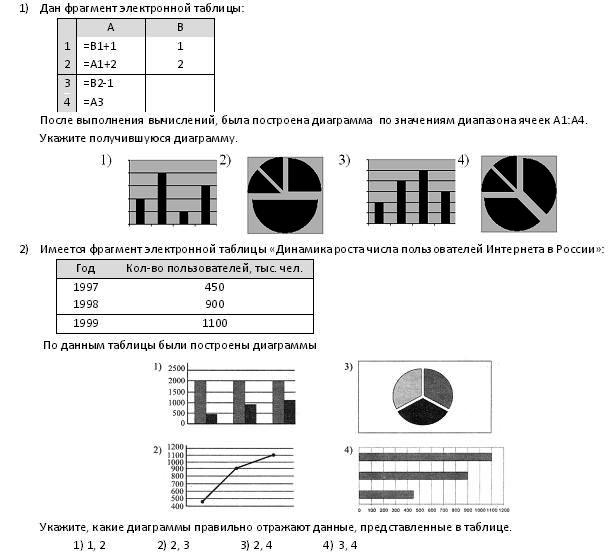 1) Дан фрагмент электронной таблицы:
A B
1 =B1+1 1
2 =A1+2 2
3 =B2-1
4 =A3
После выполнения вычислений, была построена диаграмма по значениям диапазона ячеек A1:A4.
Укажите получившуюся диаграмму.
1) 2) 3) 4)
2) Имеется фрагмент электронной таблицы «Динамика роста числа пользователей Интернета в России»:
Год Кол-во пользователей, тыс. чел.
1997 450
1998 900
1999 1100
По данным таблицы были построены диаграммы
1) 2500
2000
1500
1000
500
0
3)
2) 1200
1100
1000
900
800
700
600
500
400
4)
0 100 200 300 400 500 600 700 800 900 1000 1100 1200
Укажите, какие диаграммы правильно отражают данные, представленные в таблице.
1) 1, 2 2) 2, 3 3) 2, 4 4) 3, 4